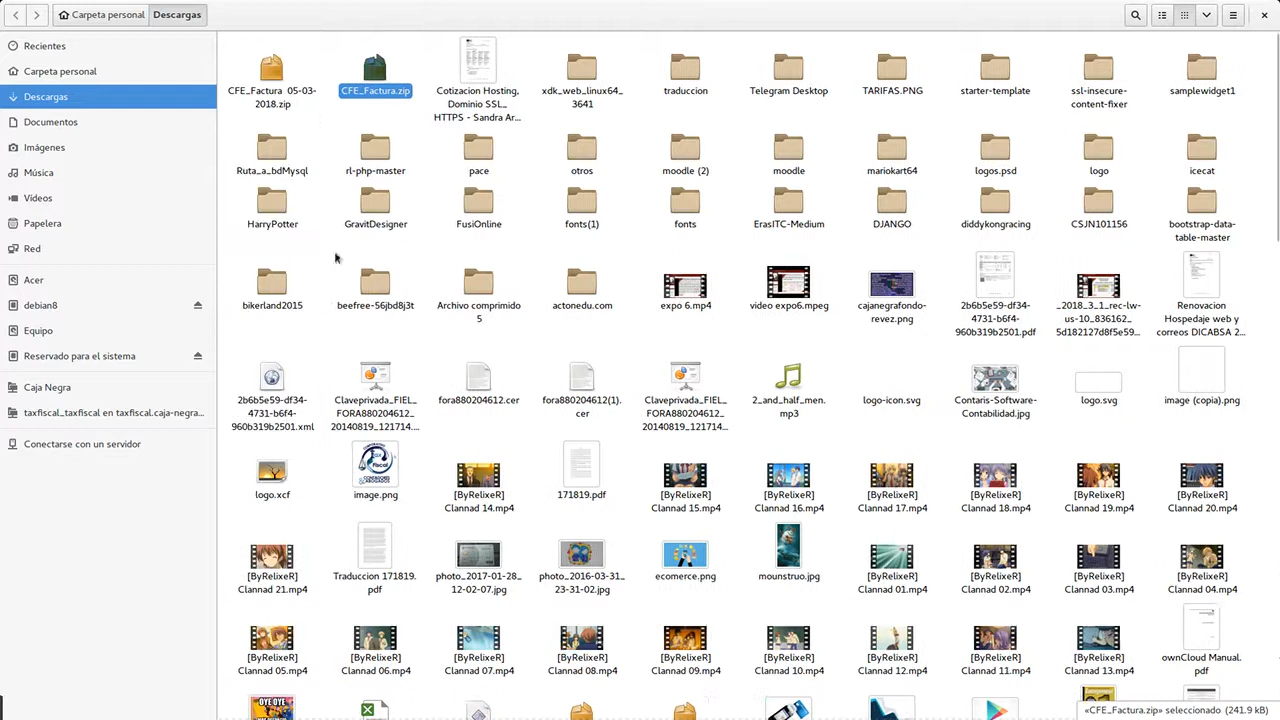 Carpeta personal
Descargas
Recientes
Carpeta personal
Descargas
Documentos
Imágenes
Música
Vídeos
Papelera
Red
Acer
debian8
Equipo
Reservado para el sistema
Caja Negra
taxfiscal_taxfiscal en taxfiscal.caja-negra...
Conectarse con un servidor
CFE_Factura 05-03-
2018.zip
CFE_Factura.zip
Cotizacion Hosting,
Dominio SSL_
HTTPS - Sandra Ar...
xdk_web_linux64_
3641
traduccion
Telegram Desktop
TARIFAS.PNG
starter-template
ssl-insecure-
content-fixer
samplewidget1
Ruta_a_bdMysql
rl-php-master
pace
otros
moodle (2)
moodle
mariokart64
logos.psd
logo
icecat
HarryPotter
GravitDesigner
FusiOnline
fonts(1)
fonts
ErasITC-Medium
DJANGO
diddykongracing
CSJN101156
bootstrap-data-
table-master
bikerland2015
beefree-56jbd8j3t
Archivo comprimido
5
actonedu.com
expo 6.mp4
video expo6.mpeg
cajanegrafondo-
revez.png
2b6b5e59-df34-
4731-b6f4-
960b319b2501.pdf
_2018_3_1_rec-lw-
us-10_836162_
5d182127d8f5e59...
Renovacion
Hospedaje web y
correos DICABSA 2...
2b6b5e59-df34-
4731-b6f4-
960b319b2501.xml
Claveprivada_FIEL_
FORA880204612_
20140819_121714....
fora880204612.cer
fora880204612(1).
cer
Claveprivada_FIEL_
FORA880204612_
20140819_121714...
2_and_half_men.
mp3
logo-icon.svg
Contaris-Software-
Contabilidad.jpg
logo.svg
image (copia).png
logo.xcf
image.png
[ByRelixeR]
Clannad 14.mp4
171819.pdf
[ByRelixeR]
Clannad 15.mp4
[ByRelixeR]
Clannad 16.mp4
[ByRelixeR]
Clannad 17.mp4
[ByRelixeR]
Clannad 18.mp4
[ByRelixeR]
Clannad 19.mp4
[ByRelixeR]
Clannad 20.mp4
[ByRelixeR]
Clannad 21.mp4
Traduccion 171819.
pdf
photo_2017-01-28_
12-02-07.jpg
photo_2016-03-31_
23-31-02.jpg
ecomerce.png
mounstruo.jpg
[ByRelixeR]
Clannad 01.mp4
[ByRelixeR]
Clannad 02.mp4
[ByRelixeR]
Clannad 03.mp4
[ByRelixeR]
Clannad 04.mp4
[ByRelixeR]
Clannad 05.mp4
[ByRelixeR]
Clannad 06.mp4
[ByRelixeR]
Clannad 07.mp4
[ByRelixeR]
Clannad 08.mp4
[ByRelixeR]
Clannad 09.mp4
[ByRelixeR]
Clannad 10.mp4
[ByRelixeR]
Clannad 12.mp4
[ByRelixeR]
Clannad 11.mp4
[ByRelixeR]
Clannad 13.mp4
ownCloud Manual.
pdf
OYE OYE
«CFE_Factura.zip» seleccionado (241.9 kB)